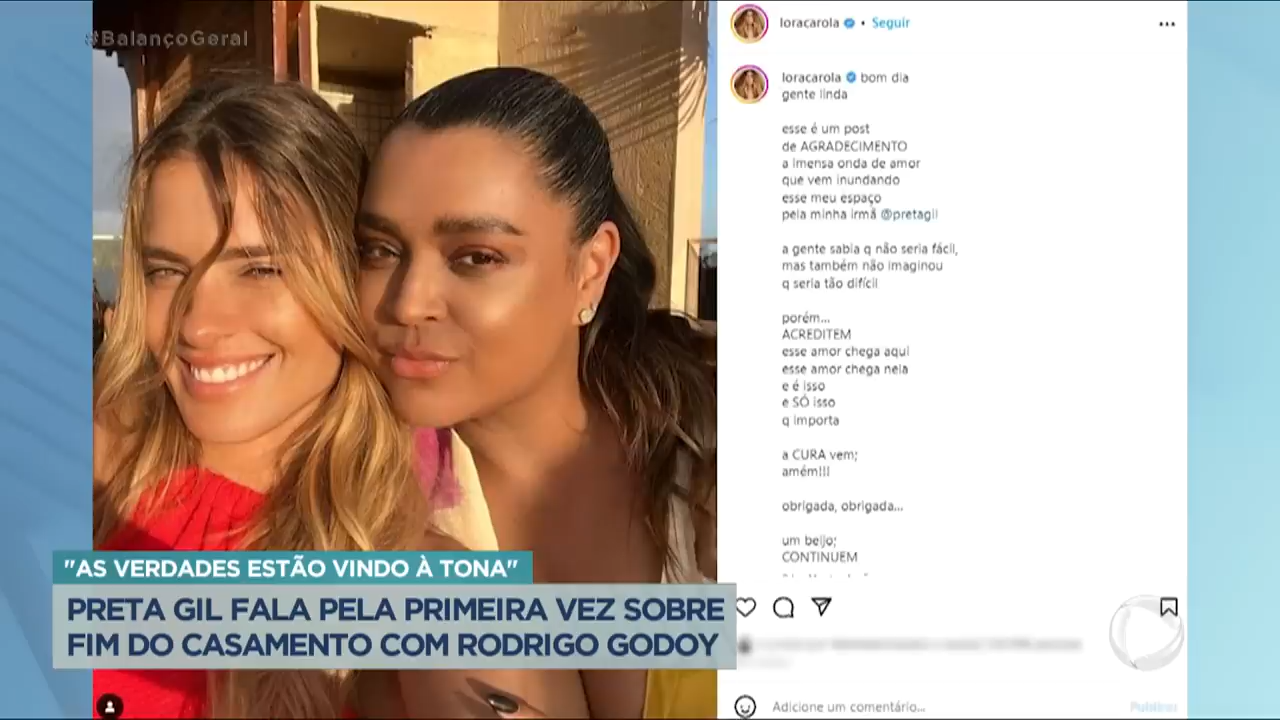 #BalançoGeral
loracarola • Seguir
loracarola bom dia
gente linda
esse é um post
de AGRADECIMENTO
a imensa onda de amor
que vem inundando
esse meu espaço
pela minha irmã @pretagil
a gente sabia q não seria fácil,
mas também não imaginou
q seria tão difícil
porém...
ACREDITEM
esse amor chega aqui
esse amor chega nela
e é isso
e SÓ isso
q importa
a CURA vem;
amém!!!
obrigada, obrigada...
um beijo;
CONTINUEM
"AS VERDADES ESTÃO VINDO À TONA"
PRETA GIL FALA PELA PRIMEIRA VEZ SOBRE
FIM DO CASAMENTO COM RODRIGO GODOY
Adicione um comentário...
Publicar